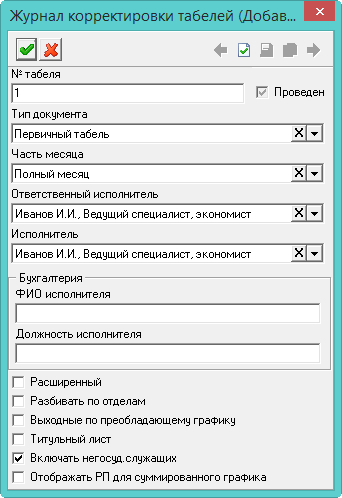 Журнал корректировки табелей (Добав...
№ табеля
1
Проведен
Тип документа
Первичный табель
Часть месяца
Полный месяц
Ответственный исполнитель
Иванов И.И., Ведущий специалист, экономист
Исполнитель
Иванов И.И., Ведущий специалист, экономист
Бухгалтерия
ФИО исполнителя
Должность исполнителя
Расширенный
Разбивать по отделам
Выходные по преобладающему графику
Титульный лист
Включать негосуд.служащих
Отображать РП для суммированного графика